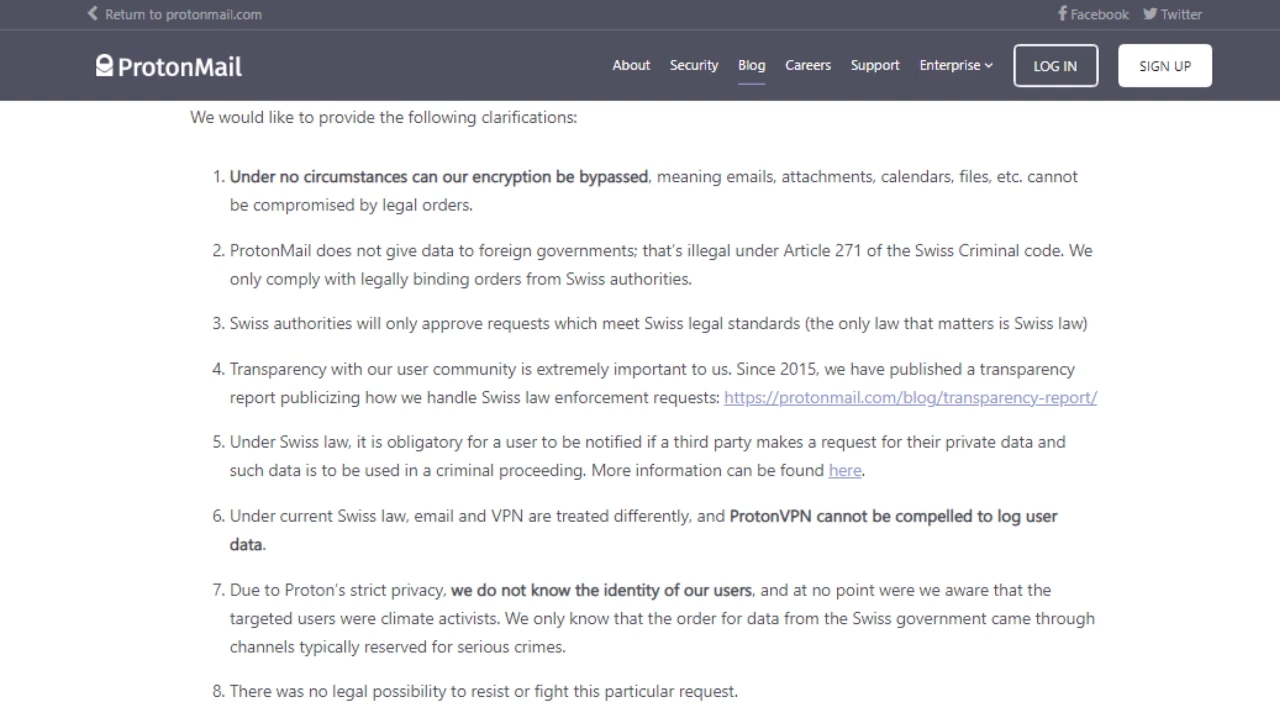 Return to protonmail.com
Facebook Twitter
ProtonMail
About Security Blog Careers Support Enterprise LOG IN SIGN UP
We would like to provide the following clarifications:
1. Under no circumstances can our encryption be bypassed, meaning emails, attachments, calendars, files, etc. cannot
be compromised by legal orders.
2. ProtonMail does not give data to foreign governments; that's illegal under Article 271 of the Swiss Criminal code. We
only comply with legally binding orders from Swiss authorities.
3. Swiss authorities will only approve requests which meet Swiss legal standards (the only law that matters is Swiss law)
4. Transparency with our user community is extremely important to us. Since 2015, we have published a transparency
report publicizing how we handle Swiss law enforcement requests: https://protonmail.com/blog/transparency-report/
5. Under Swiss law, it is obligatory for a user to be notified if a third party makes a request for their private data and
such data is to be used in a criminal proceeding. More information can be found here.
6. Under current Swiss law, email and VPN are treated differently, and ProtonVPN cannot be compelled to log user
data.
7. Due to Proton's strict privacy, we do not know the identity of our users, and at no point were we aware that the
targeted users were climate activists. We only know that the order for data from the Swiss government came through
channels typically reserved for serious crimes.
8. There was no legal possibility to resist or fight this particular request.